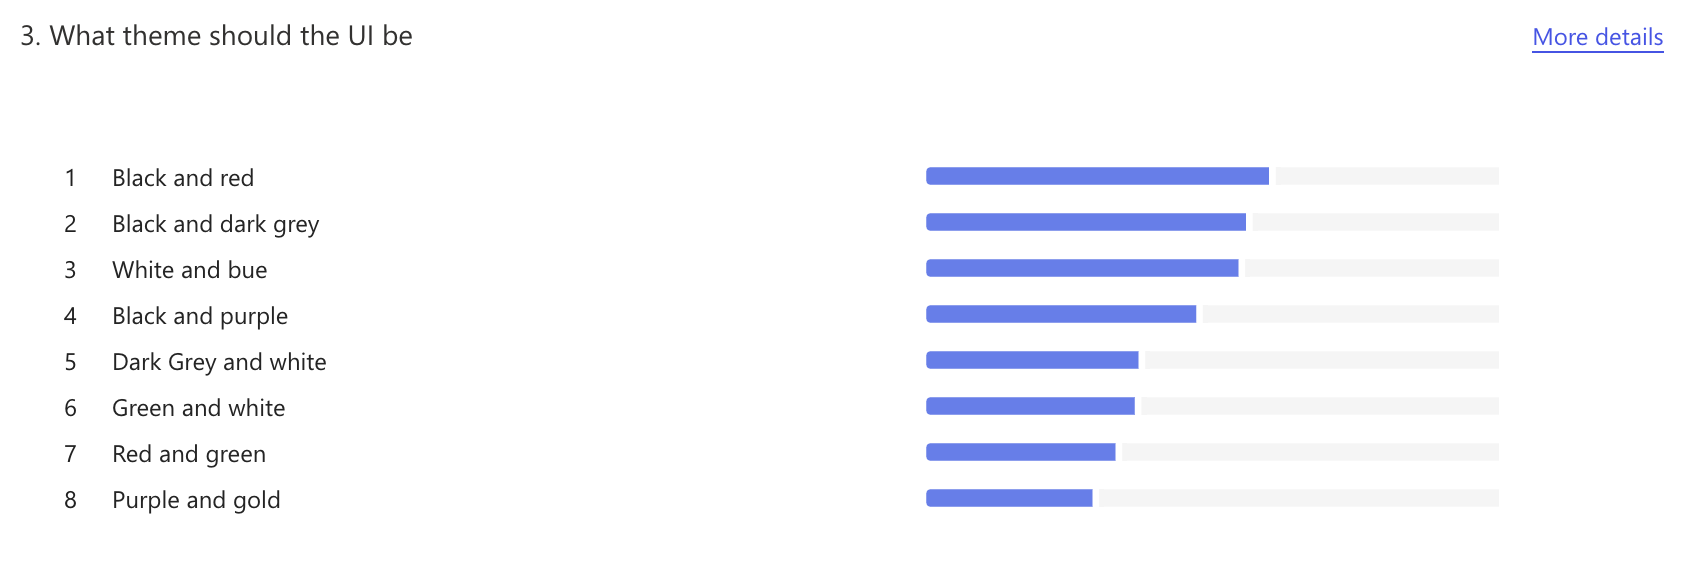 3. What theme should the UI be
More details
1 Black and red
2 Black and dark grey
3 White and bue
4 Black and purple
5 Dark Grey and white
6 Green and white
7 Red and green
8 Purple and gold